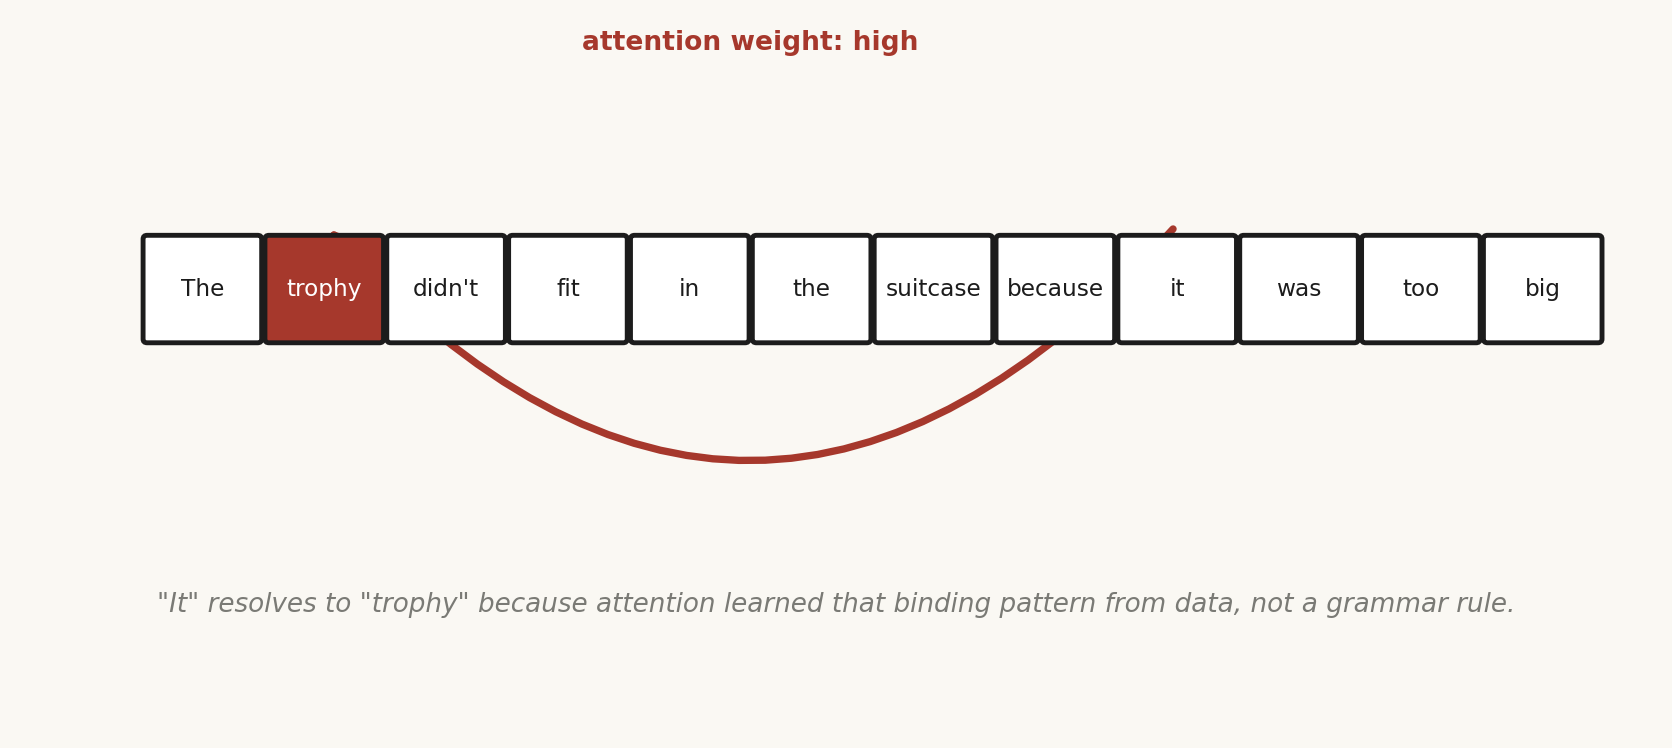 attention weight: high
The trophy didn't fit in the suitcase because it was too big
"It" resolves to "trophy" because attention learned that binding pattern from data, not a grammar rule.